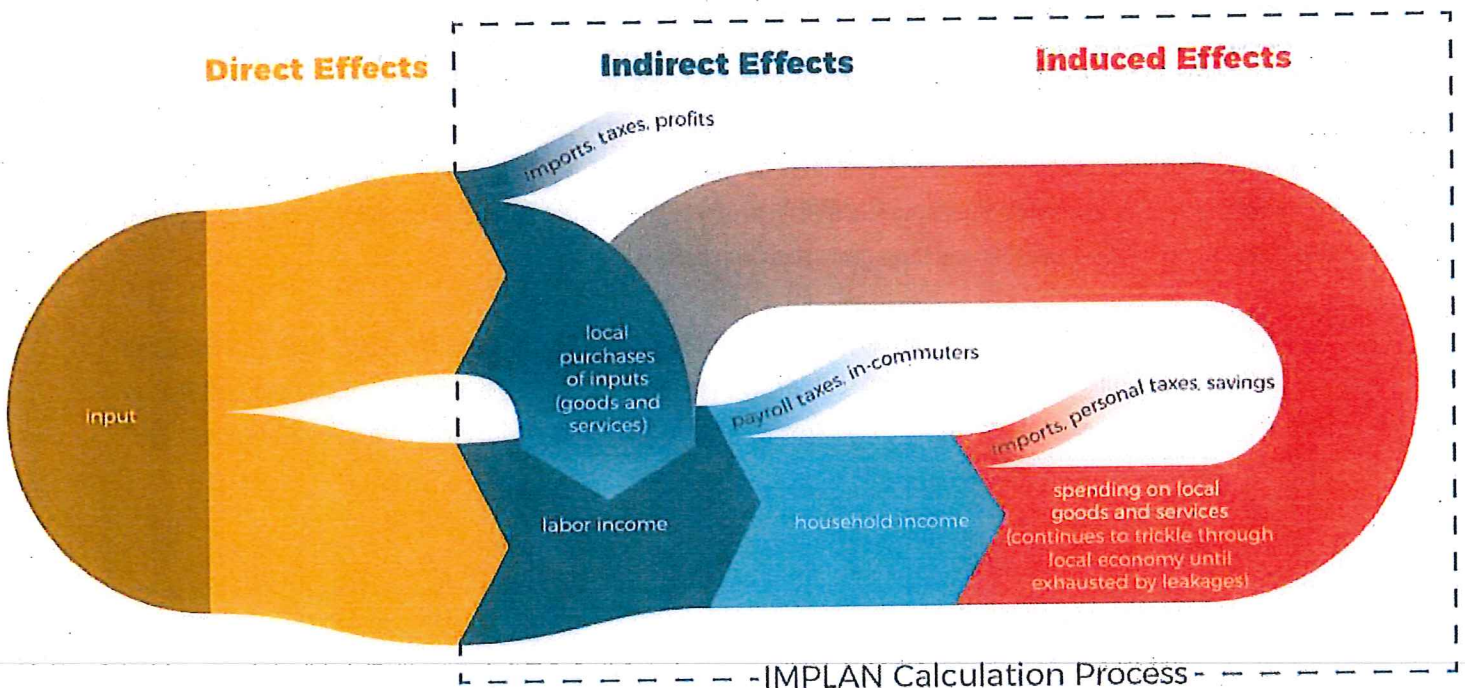 Direct Effects
Indirect Effects
Induced Effects
imports, taxes, profits
local
purchases
of inputs
(goods and
services)
input
payroll taxes, in-commuters
imports, personal taxes, savings
labor income
household income
spending on local
goods and services
(continues to trickle through
local economy until
exhausted by leakages)
IMPLAN Calculation Process